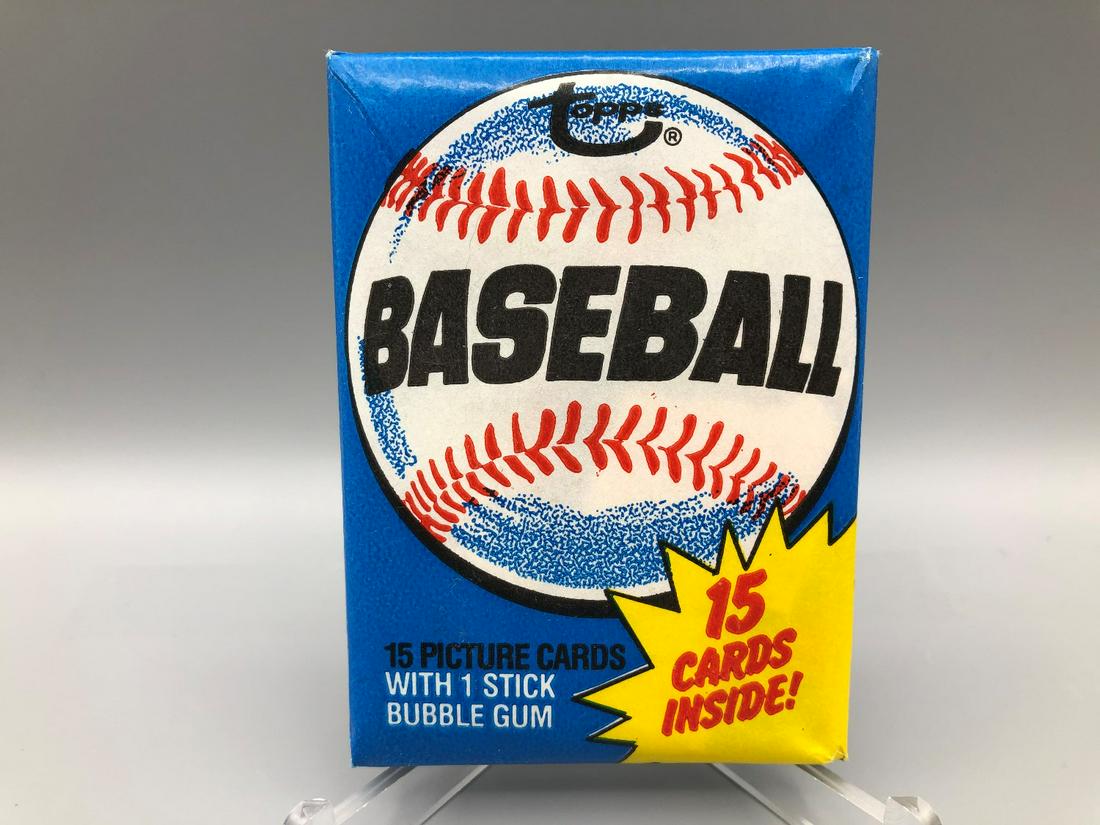 topps®
BASEBALL
15
CARDS
INSIDE!
15 PICTURE CARDS
WITH 1 STICK
BUBBLE GUM